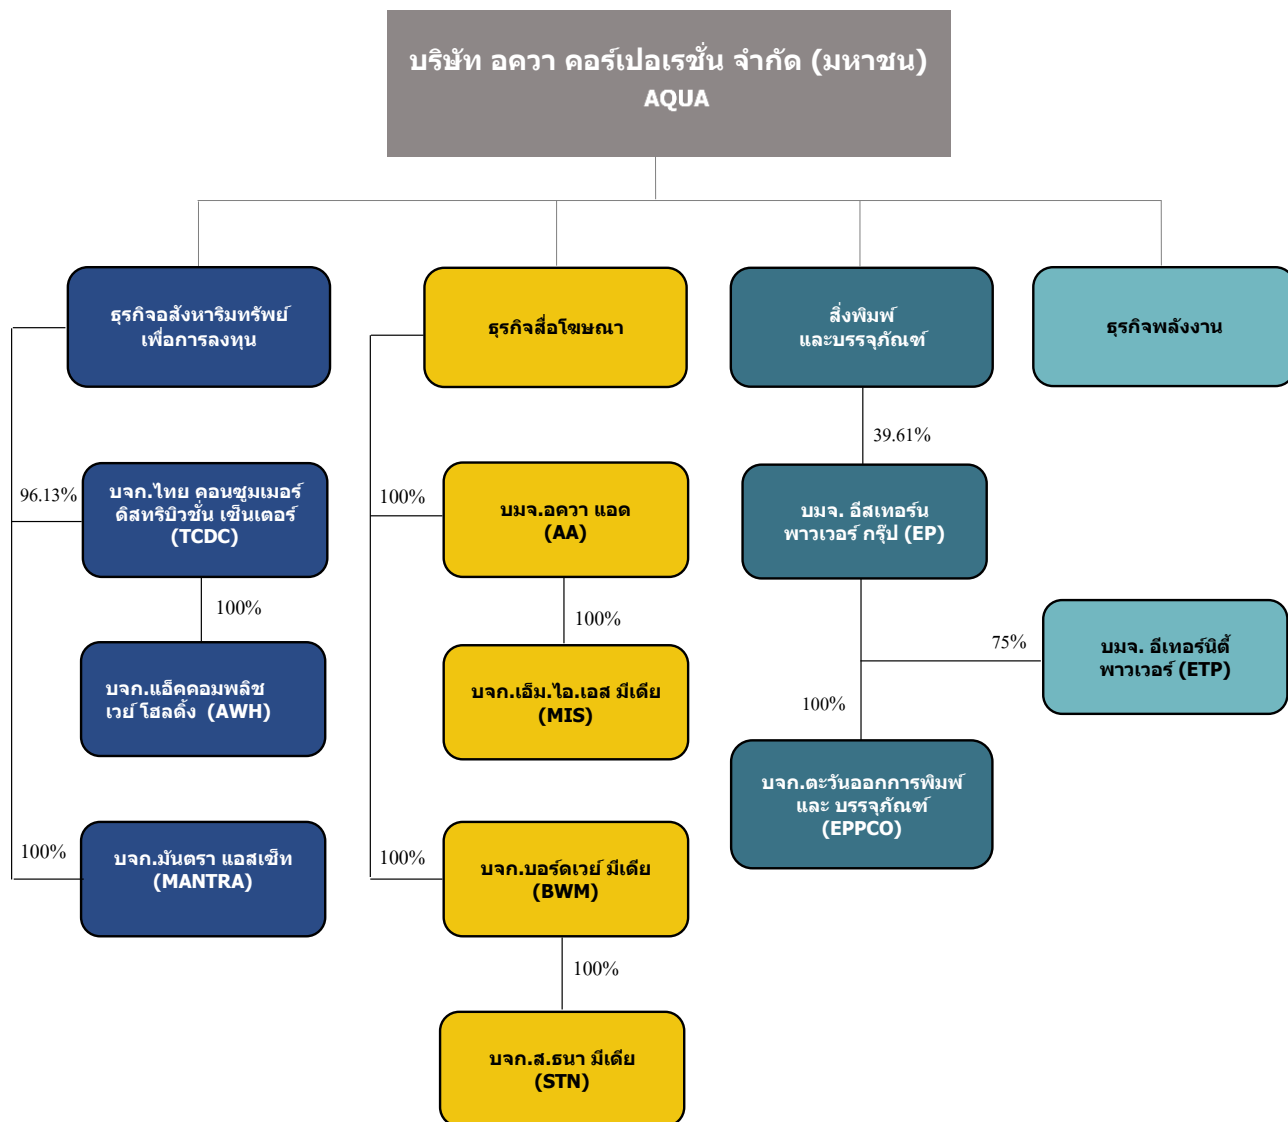 บริษัท อควา คอร์เปอเรชั่น จำกัด (มหาชน)
AQUA
ธุรกิจอสังหาริมทรัพย์
เพื่อการลงทุน
ธุรกิจสื่อโฆษณา
สิ่งพิมพ์
และบรรจุภัณฑ์
ธุรกิจพลังงาน
39.61%
96.13%
บจก.ไทย คอนซูมเมอร์
ดิสทริบิวชั่น เซ็นเตอร์
(TCDC)
100%
บมจ.อควา แอด
(AA)
บมจ. อีสเทอร์น
พาวเวอร์ กรุ๊ป (EP)
100%
100%
75%
บมจ. อีเทอร์นิตี้
พาวเวอร์ (ETP)
บจก.แอ็คคอมพลิช
เวย์ โฮลดิ้ง (AWH)
บจก.เอ็ม.ไอ.เอส มีเดีย
(MIS)
100%
บจก.ตะวันออกการพิมพ์
และ บรรจุภัณฑ์
(EPPCO)
100%
บจก.มันตรา แอสเซ็ท
(MANTRA)
100%
บจก.บอร์ดเวย์ มีเดีย
(BWM)
100%
บจก.ส.ธนา มีเดีย
(STN)